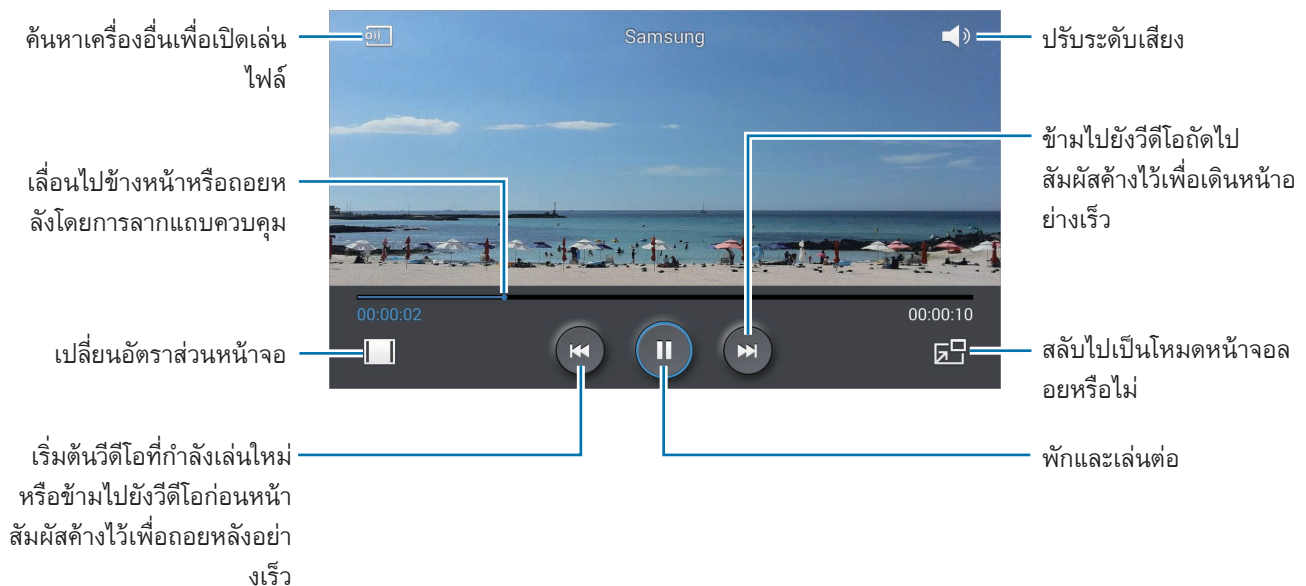 ค้นหาเครื่องอื่นเพื่อเปิดเล่น
ไฟล์
Samsung
ปรับระดับเสียง
ข้ามไปยังวีดีโอถัดไป
สัมผัสค้างไว้เพื่อเดินหน้าอ
ย่างเร็ว
เลื่อนไปข้างหน้าหรือถอยห
ลังโดยการลากแถบควบคุม
00:00:02
00:00:10
เปลี่ยนอัตราส่วนหน้าจอ
สลับไปเป็นโหมดหน้าจอล
อยหรือไม่
เริ่มต้นวีดีโอที่กำลังเล่นใหม่
หรือข้ามไปยังวีดีโอก่อนหน้า
สัมผัสค้างไว้เพื่อถอยหลังอย่า
งเร็ว
พักและเล่นต่อ